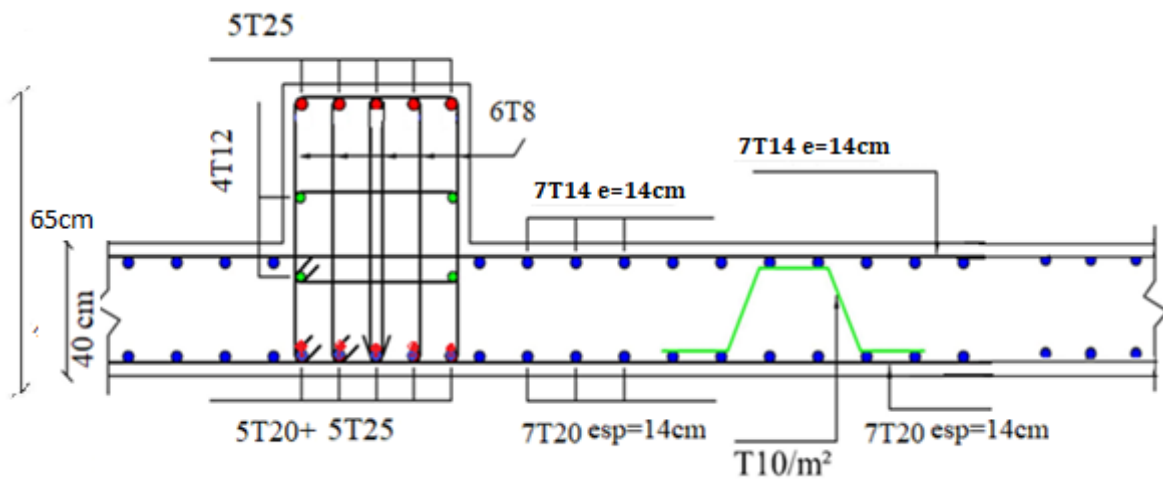 5T25
6T8
4T12
7T14 e=14cm
7T14 e=14cm
65cm
40 cm
5T20+ 5T25
7T20 esp=14cm
7T20 esp=14cm
T10/m²